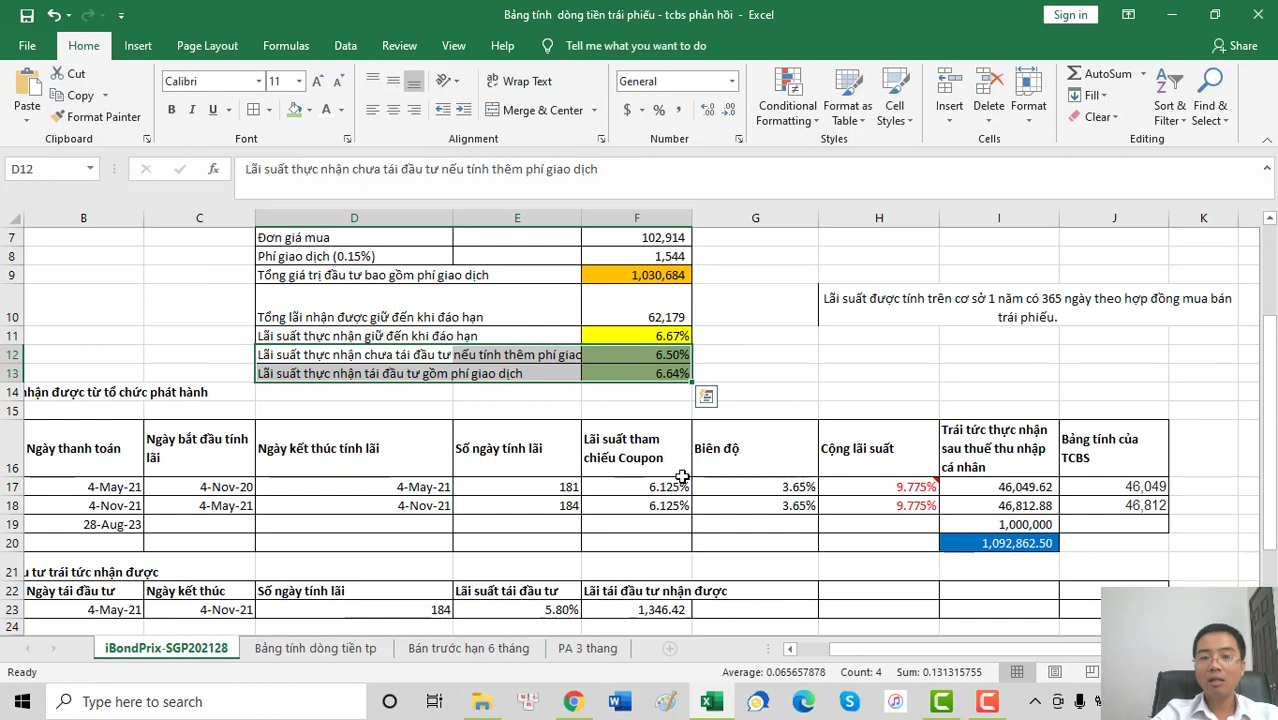 Bảng tính dòng tiền trái phiếu - tcbs phản hồi - Excel
Sign in
File Home Insert Page Layout Formulas Data Review View Help Tell me what you want to do Share
Cut
Copy
Format Painter
Paste
Clipboard
Calibri 11
B I U
Font
Wrap Text
Merge & Center
Alignment
General
$ % ,
Number
Conditional Formatting
Format as Table
Cell Styles
Styles
Insert Delete Format
Cells
AutoSum
Fill
Clear
Sort & Filter
Find & Select
Editing
D12 fx Lãi suất thực nhận chưa tái đầu tư nếu tính thêm phí giao dịch
B C D E F G H I J K
7 Đơn giá mua 102,914
8 Phí giao dịch (0.15%) 1,544
9 Tổng giá trị đầu tư bao gồm phí giao dịch 1,030,684
Lãi suất được tính trên cơ sở 1 năm có 365 ngày theo hợp đồng mua bán
trái phiếu.
10 Tổng lãi nhận được giữ đến khi đáo hạn 62,179
11 Lãi suất thực nhận giữ đến khi đáo hạn 6.67%
12 Lãi suất thực nhận chưa tái đầu tư nếu tính thêm phí giao 6.50%
13 Lãi suất thực nhận tái đầu tư gồm phí giao dịch 6.64%
14 nhận được từ tổ chức phát hành
15
16 Ngày thanh toán Ngày bắt đầu tính lãi Ngày kết thúc tính lãi Số ngày tính lãi Lãi suất tham chiếu Coupon Biên độ Cộng lãi suất Trái tức thực nhận sau thuế thu nhập cá nhân Bảng tính của TCBS
17 4-May-21 4-Nov-20 4-May-21 181 6.125% 3.65% 9.775% 46,049.62 46,049
18 4-Nov-21 4-May-21 4-Nov-21 184 6.125% 3.65% 9.775% 46,812.88 46,812
19 28-Aug-23 1,000,000
20 1,092,862.50
21 u tư trái tức nhận được
22 Ngày tái đầu tư Ngày kết thúc Số ngày tính lãi Lãi suất tái đầu tư Lãi tái đầu tư nhận được
23 4-May-21 4-Nov-21 184 5.80% 1,346.42
24
iBondPrix-SGP202128 Bảng tính dòng tiền tp Bán trước hạn 6 tháng PA 3 thang
Ready Average: 0.065657878 Count: 4 Sum: 0.131315755
Type here to search